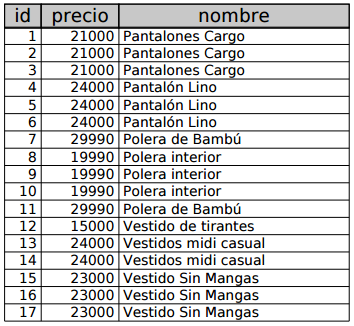 id precio nombre
1 21000 Pantalones Cargo
2 21000 Pantalones Cargo
3 21000 Pantalones Cargo
4 24000 Pantalón Lino
5 24000 Pantalón Lino
6 24000 Pantalón Lino
7 29990 Polera de Bambú
8 19990 Polera interior
9 19990 Polera interior
10 19990 Polera interior
11 29990 Polera de Bambú
12 15000 Vestido de tirantes
13 24000 Vestidos midi casual
14 24000 Vestidos midi casual
15 23000 Vestido Sin Mangas
16 23000 Vestido Sin Mangas
17 23000 Vestido Sin Mangas